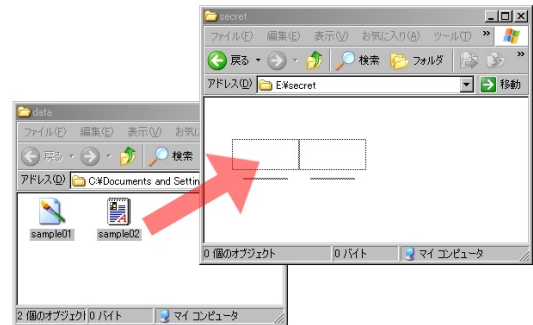 secret
ファイル(F) 編集(E) 表示(V) お気に入り(A) ツール(T) »
戻る 検索 フォルダ »
アドレス(D) E:¥secret 移動
0 個のオブジェクト 0 バイト マイ コンピュータ
data
ファイル(F) 編集(E) 表示(V) お気
戻る 検索
アドレス(D) C:¥Documents and Settin
sample01 sample02
2 個のオブジェクト 0 バイト マイ コンピュータ